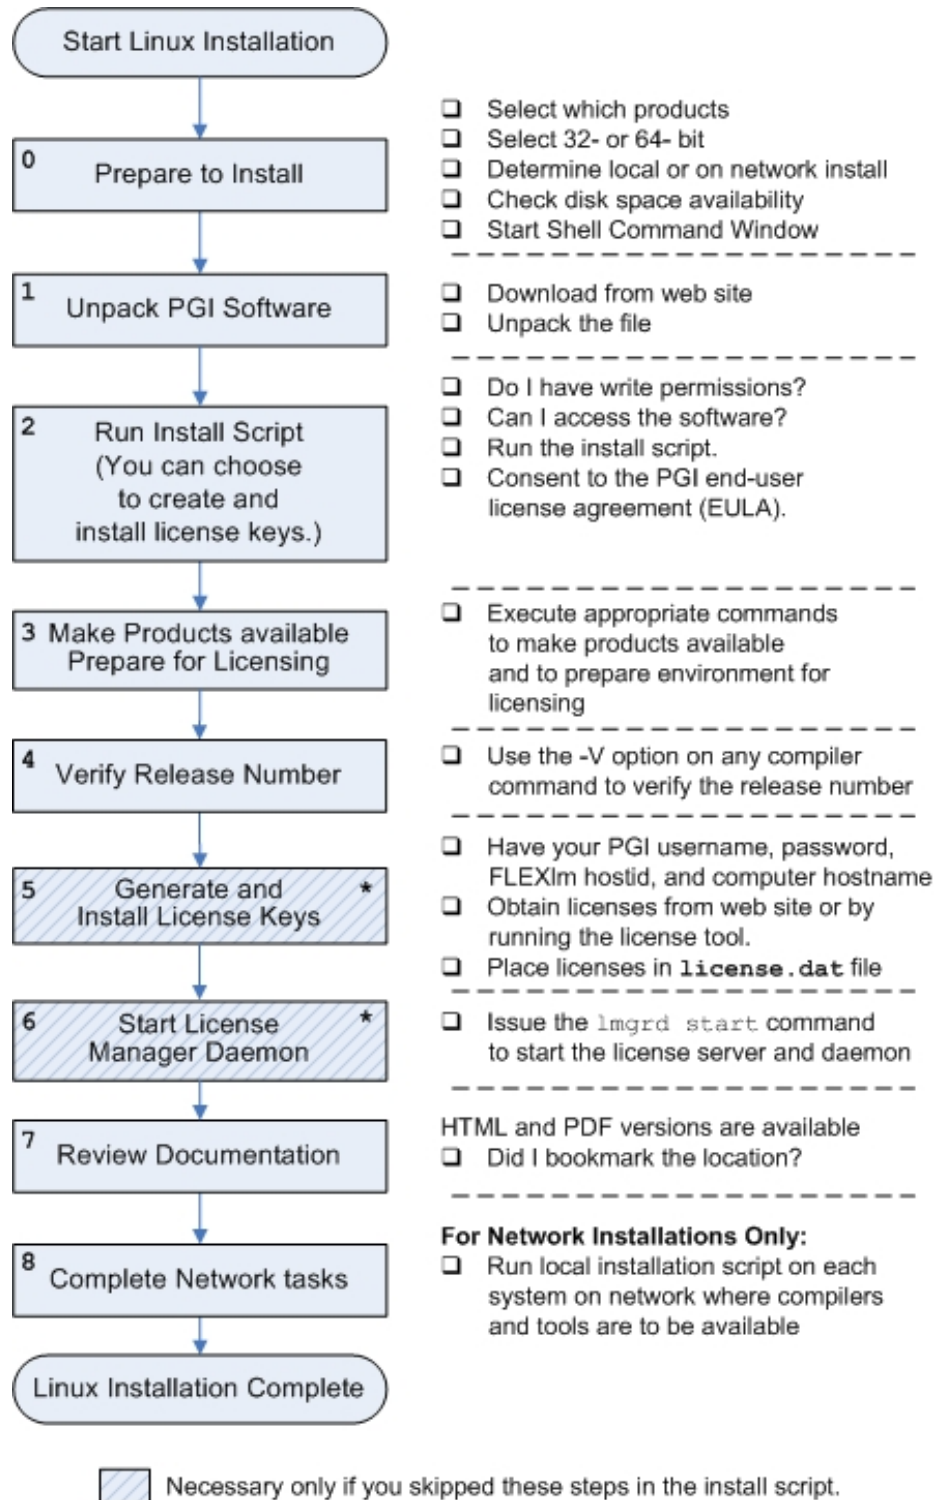 Start Linux Installation
0
Prepare to Install
❑ Select which products
❑ Select 32- or 64- bit
❑ Determine local or on network install
❑ Check disk space availability
❑ Start Shell Command Window
1
Unpack PGI Software
❑ Download from web site
❑ Unpack the file
2
Run Install Script
(You can choose
to create and
install license keys.)
❑ Do I have write permissions?
❑ Can I access the software?
❑ Run the install script.
❑ Consent to the PGI end-user
license agreement (EULA).
3 Make Products available
Prepare for Licensing
❑ Execute appropriate commands
to make products available
and to prepare environment for
licensing
4
Verify Release Number
❑ Use the -V option on any compiler
command to verify the release number
5 Generate and *
Install License Keys
❑ Have your PGI username, password,
FLEXlm hostid, and computer hostname
❑ Obtain licenses from web site or by
running the license tool.
❑ Place licenses in license.dat file
6 Start License *
Manager Daemon
❑ Issue the lmgrd start command
to start the license server and daemon
7
Review Documentation
HTML and PDF versions are available
❑ Did I bookmark the location?
8
Complete Network tasks
For Network Installations Only:
❑ Run local installation script on each
system on network where compilers
and tools are to be available
Linux Installation Complete
Necessary only if you skipped these steps in the install script.